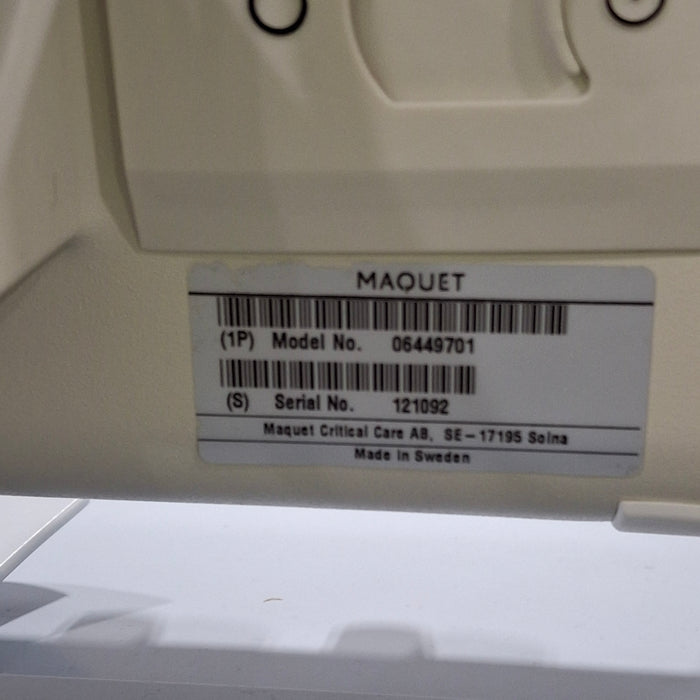 MAQUET
(1P) Model No. 06449701
(S) Serial No. 121092
Maquet Critical Care AB, SE-17195 Solna
Made in Sweden